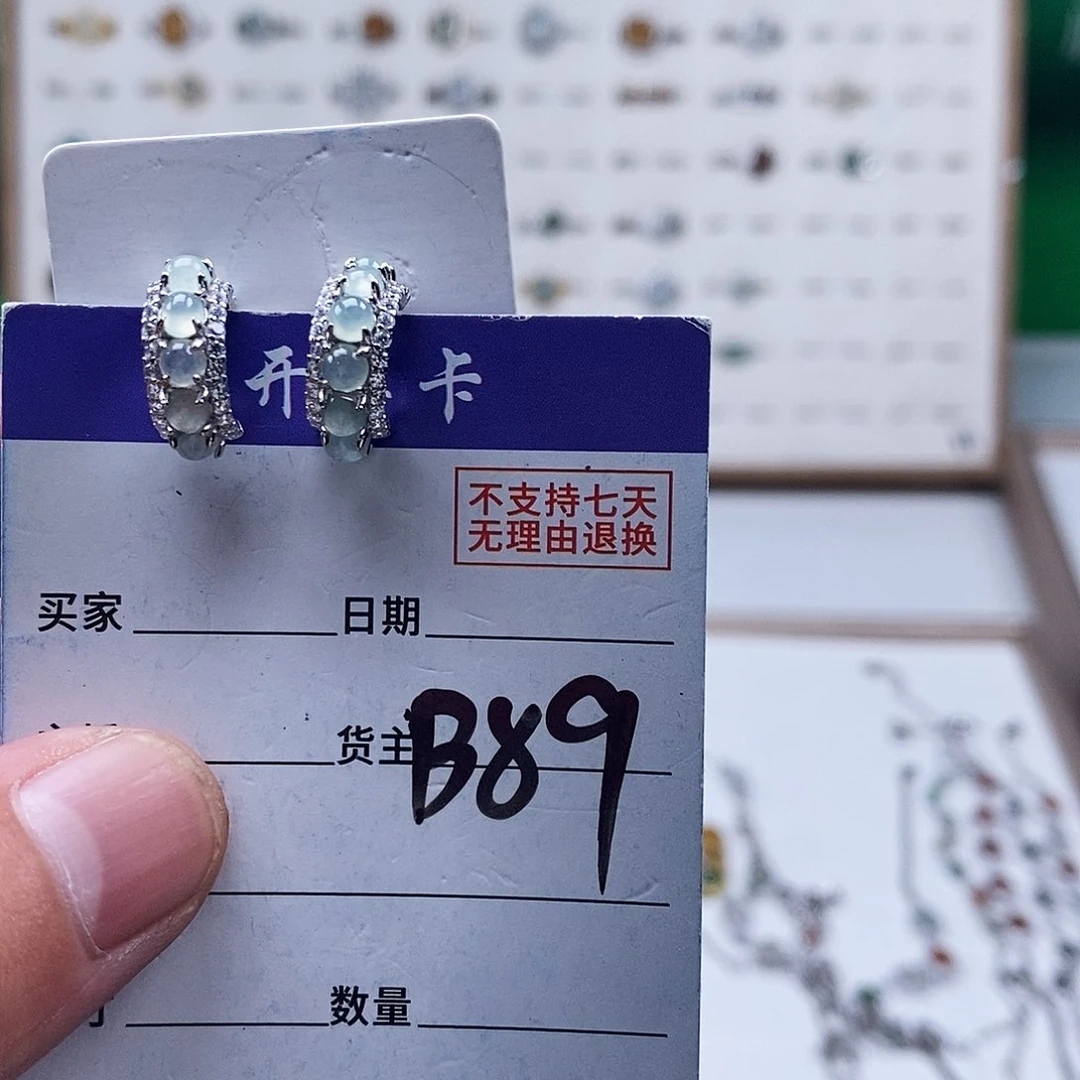 开 卡
不支持七天
无理由退换
买家 日期
货主 B89
数量